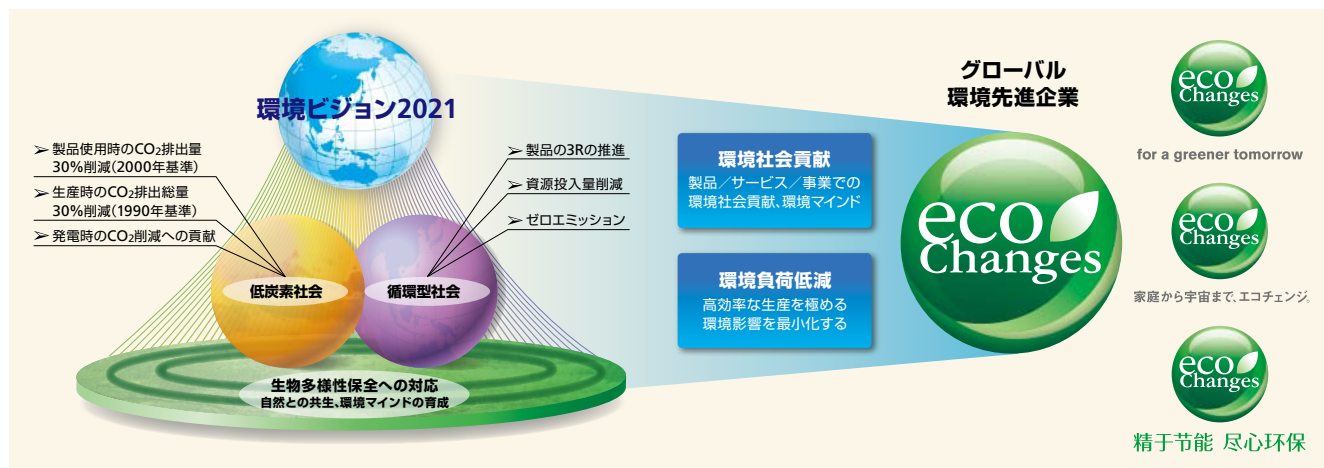 環境ビジョン2021
➢ 製品使用時のCO₂排出量
30%削減(2000年基準)
➢ 生産時のCO₂排出総量
30%削減(1990年基準)
➢ 発電時のCO₂削減への貢献
➢ 製品の3Rの推進
➢ 資源投入量削減
➢ ゼロエミッション
低炭素社会
循環型社会
生物多様性保全への対応
自然との共生、環境マインドの育成
環境社会貢献
製品/サービス/事業での
環境社会貢献、環境マインド
環境負荷低減
高効率な生産を極める
環境影響を最小化する
グローバル
環境先進企業
eco
Changes
eco
Changes
for a greener tomorrow
eco
Changes
家庭から宇宙まで、エコチェンジ。
eco
Changes
精于节能 尽心环保